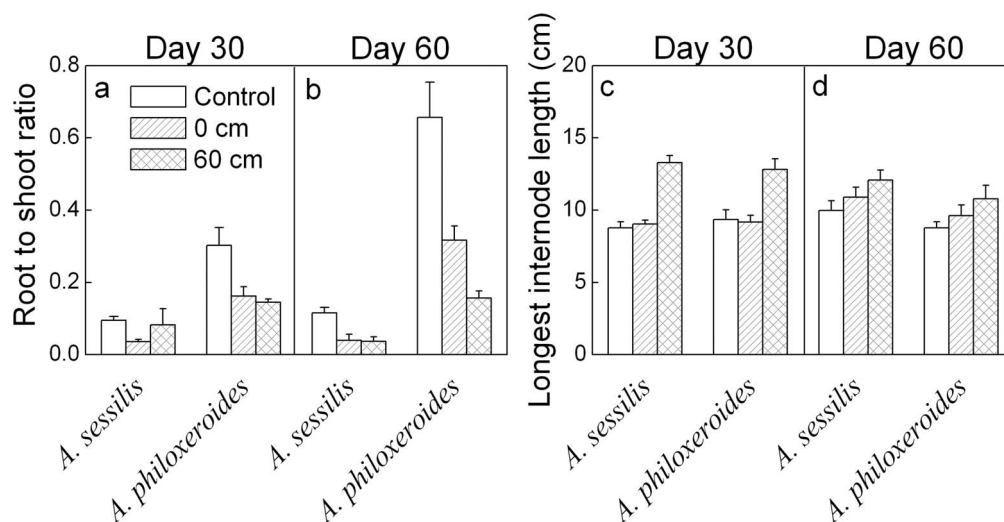 Day 30
Day 60
Root to shoot ratio
0.8
0.6
0.4
0.2
0.0
a
b
Control
0 cm
60 cm
A. sessilis
A. philoxeroides
A. sessilis
A. philoxeroides
Day 30
Day 60
Longest internode length (cm)
20
15
10
5
0
c
d
A. sessilis
A. philoxeroides
A. sessilis
A. philoxeroides